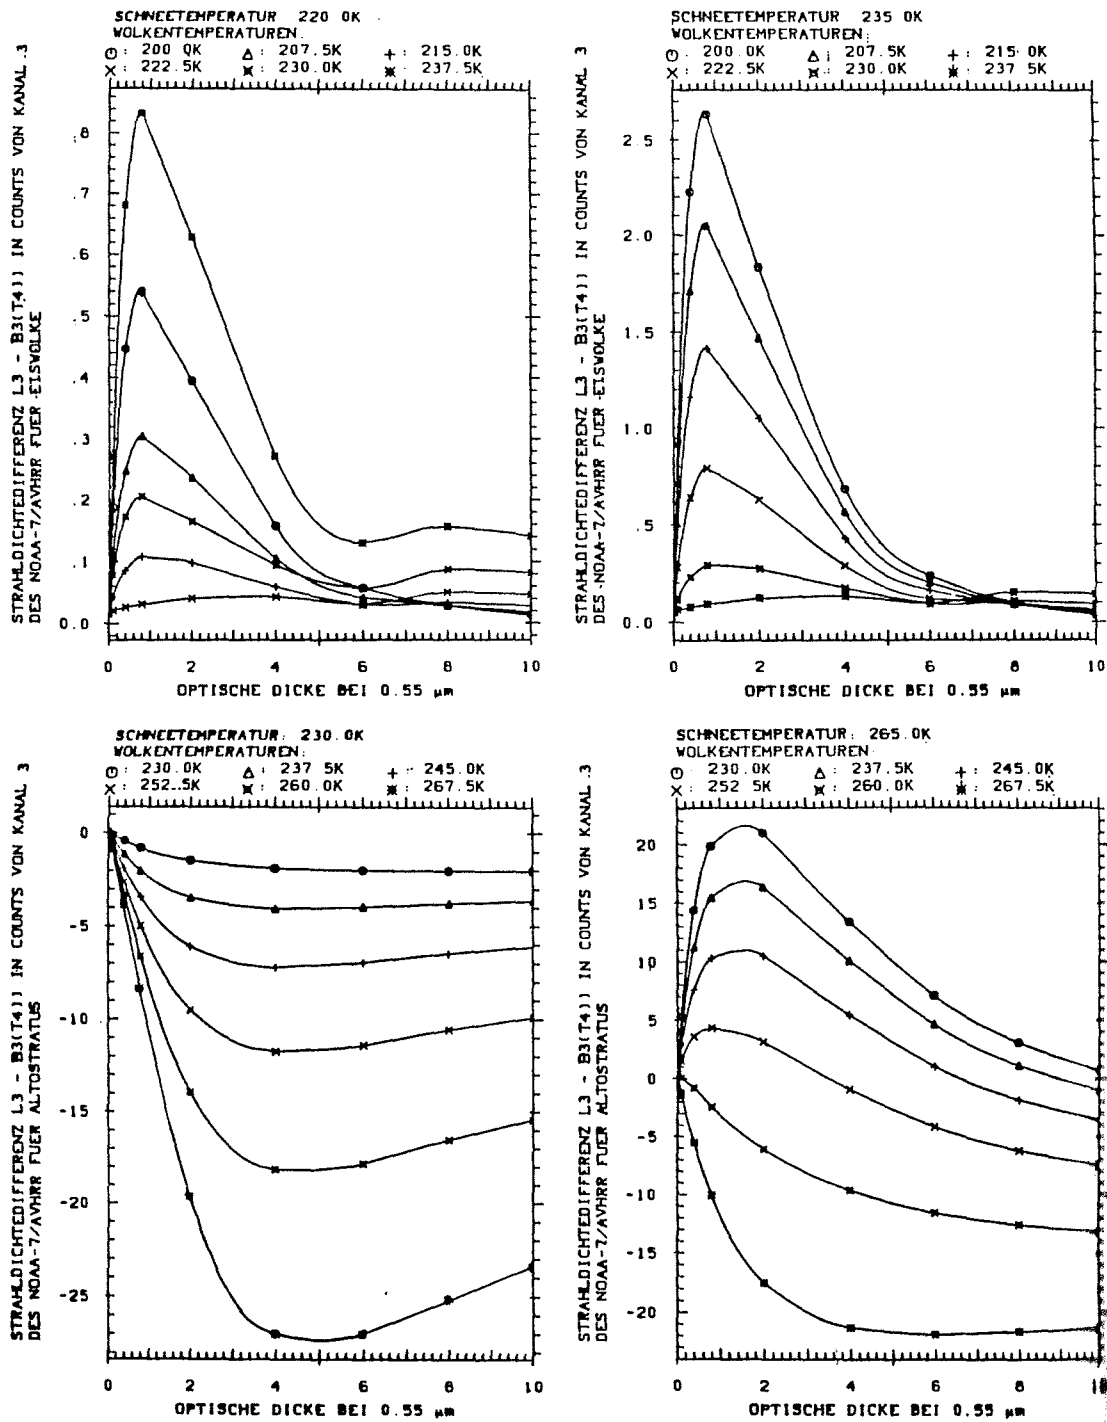 SCHNEETEMPERATUR 220 0K
WOLKENTEMPERATUREN:
⊙ : 200 0K △ : 207.5K + : 215.0K
× : 222.5K ⋈ : 230.0K ⁎ : 237.5K
STRAHLDICHTEDIFFERENZ L3 - B3(T4)) IN COUNTS VON KANAL .3
DES NOAA-7/AVHRR FUER -EISWOLKE
.8
.7
.6
.5
.4
.3
.2
.1
0.0
0 2 4 6 8 10
OPTISCHE DICKE BEI 0.55 µm
SCHNEETEMPERATUR 235 0K
WOLKENTEMPERATUREN:
⊙ : 200.0K △ : 207.5K + : 215.0K
× : 222.5K ⋈ : 230.0K ⁎ : 237.5K
STRAHLDICHTEDIFFERENZ L3 - B3(T4)) IN COUNTS VON KANAL .3
DES -NOAA-7/AVHRR FUER -EISWOLKE
2.5
2.0
1.5
1.0
.5
0.0
0 2 4 6 8 10
OPTISCHE DICKE BEI 0.55 µm
SCHNEETEMPERATUR: 230.0K
WOLKENTEMPERATUREN:
⊙ : 230.0K △ : 237 5K + : 245.0K
× : 252.5K ⋈ : 260.0K ⁎ : 267.5K
STRAHLDICHTEDIFFERENZ L3 - B3(T4)) IN COUNTS VON KANAL 3
DES NOAA-7/AVHRR FUER ALTOSTRATUS
0
-5
-10
-15
-20
-25
0 2 4 6 8 10
OPTISCHE DICKE BEI 0.55 µm
SCHNEETEMPERATUR: 265.0K
WOLKENTEMPERATUREN:
⊙ : 230.0K △ : 237.5K + : 245.0K
× : 252 5K ⋈ : 260.0K ⁎ : 267.5K
STRAHLDICHTEDIFFERENZ L3 - B3(T4)) IN COUNTS VON KANAL .3
DES NOAA-7/AVHRR FUER ALTOSTRATUS
20
15
10
5
0
-5
-10
-15
-20
0 2 4 6 8 10
OPTISCHE DICKE BEI 0.55 µm